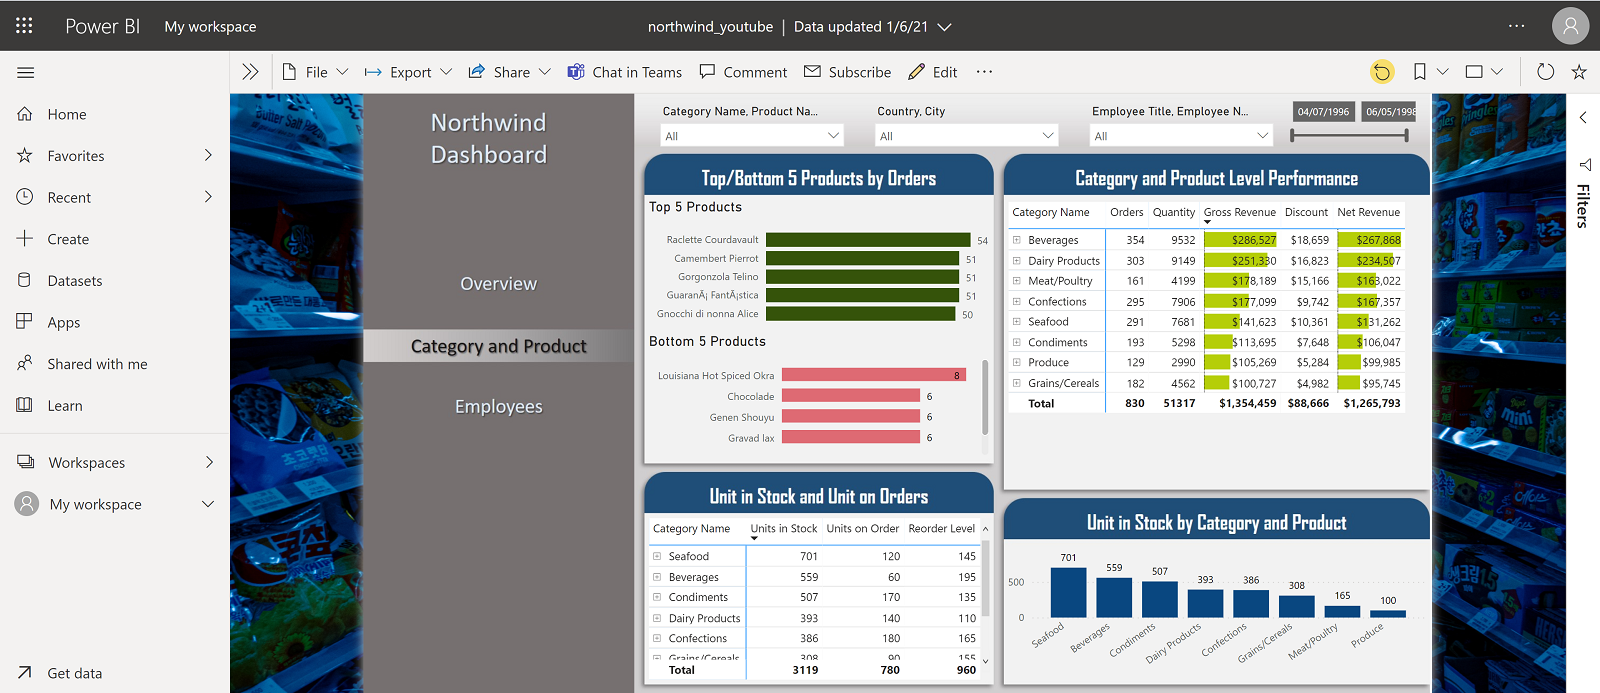 Power BI My workspace northwind_youtube | Data updated 1/6/21
File Export Share Chat in Teams Comment Subscribe Edit
Home
Favorites
Recent
Create
Datasets
Apps
Shared with me
Learn
Workspaces
My workspace
Get data
Northwind
Dashboard
Overview
Category and Product
Employees
Category Name, Product Na...
All
Country, City
All
Employee Title, Employee N...
All
04/07/1996 06/05/1998
Top/Bottom 5 Products by Orders
Top 5 Products
Raclette Courdavault 54
Camembert Pierrot 51
Gorgonzola Telino 51
GuaranÃ¡ FantÃ¡stica 51
Gnocchi di nonna Alice 50
Bottom 5 Products
Louisiana Hot Spiced Okra 8
Chocolade 6
Genen Shouyu 6
Gravad lax 6
Category and Product Level Performance
Category Name Orders Quantity Gross Revenue Discount Net Revenue
Beverages 354 9532 $286,527 $18,659 $267,868
Dairy Products 303 9149 $251,330 $16,823 $234,507
Meat/Poultry 161 4199 $178,189 $15,166 $163,022
Confections 295 7906 $177,099 $9,742 $167,357
Seafood 291 7681 $141,623 $10,361 $131,262
Condiments 193 5298 $113,695 $7,648 $106,047
Produce 129 2990 $105,269 $5,284 $99,985
Grains/Cereals 182 4562 $100,727 $4,982 $95,745
Total 830 51317 $1,354,459 $88,666 $1,265,793
Unit in Stock and Unit on Orders
Category Name Units in Stock Units on Order Reorder Level
Seafood 701 120 145
Beverages 559 60 195
Condiments 507 170 135
Dairy Products 393 140 110
Confections 386 180 165
Grains/Cereals 308 90 155
Total 3119 780 960
Unit in Stock by Category and Product
500
0
701 559 507 393 386 308 165 100
Seafood Beverages Condiments Dairy Products Confections Grains/Cereals Meat/Poultry Produce
Filters